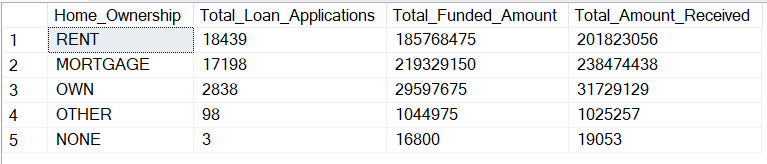 Home_Ownership Total_Loan_Applications Total_Funded_Amount Total_Amount_Received
1 RENT 18439 185768475 201823056
2 MORTGAGE 17198 219329150 238474438
3 OWN 2838 29597675 31729129
4 OTHER 98 1044975 1025257
5 NONE 3 16800 19053